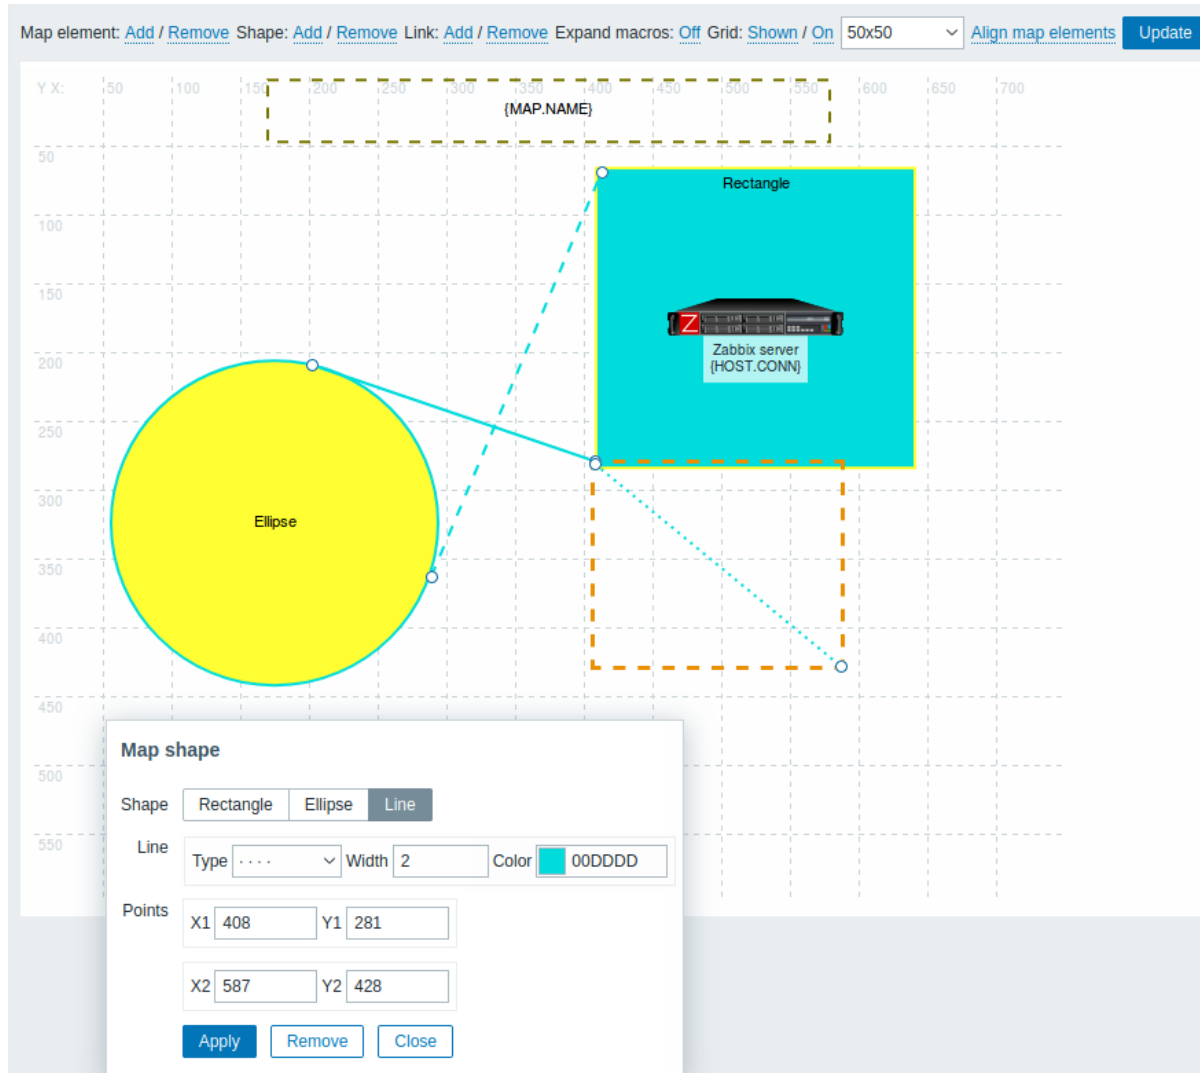 Map element: Add / Remove Shape: Add / Remove Link: Add / Remove Expand macros: Off Grid: Shown / On 50x50 Align map elements Update
Y X: 50 100 150 200 250 300 350 400 450 500 550 600 650 700
{MAP.NAME}
50
Rectangle
100
150
Z
Zabbix server
200
{HOST.CONN}
250
300
Ellipse
350
400
450
Map shape
500
Shape Rectangle Ellipse Line
550
Line Type Width 2 Color 00DDDD
Points X1 408 Y1 281
X2 587 Y2 428
Apply Remove Close